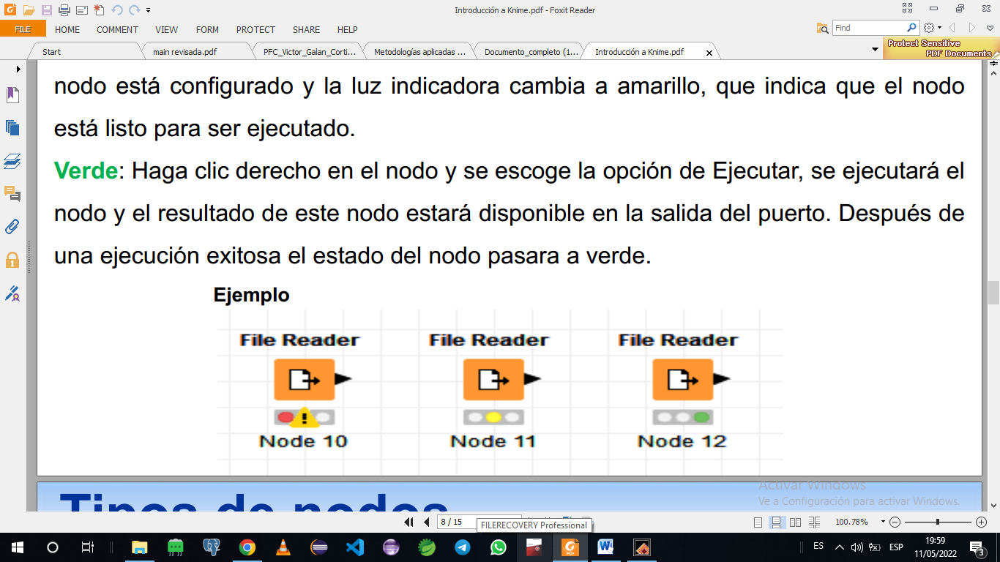 Introducción a Knime.pdf - Foxit Reader
FILE HOME COMMENT VIEW FORM PROTECT SHARE HELP
Find
Start main revisada.pdf PFC_Victor_Galan_Corti... Metodologías aplicadas ... Documento_completo (1... Introducción a Knime.pdf
Protect Sensitive
PDF Documents
nodo está configurado y la luz indicadora cambia a amarillo, que indica que el nodo
está listo para ser ejecutado.
Verde: Haga clic derecho en el nodo y se escoge la opción de Ejecutar, se ejecutará el
nodo y el resultado de este nodo estará disponible en la salida del puerto. Después de
una ejecución exitosa el estado del nodo pasara a verde.
Ejemplo
File Reader File Reader File Reader
Node 10 Node 11 Node 12
Tipos de nodos
Activar Windows
Ve a Configuración para activar Windows.
8 / 15
FILERECOVERY Professional
100.78%
ES
ESP
19:59
11/05/2022
3